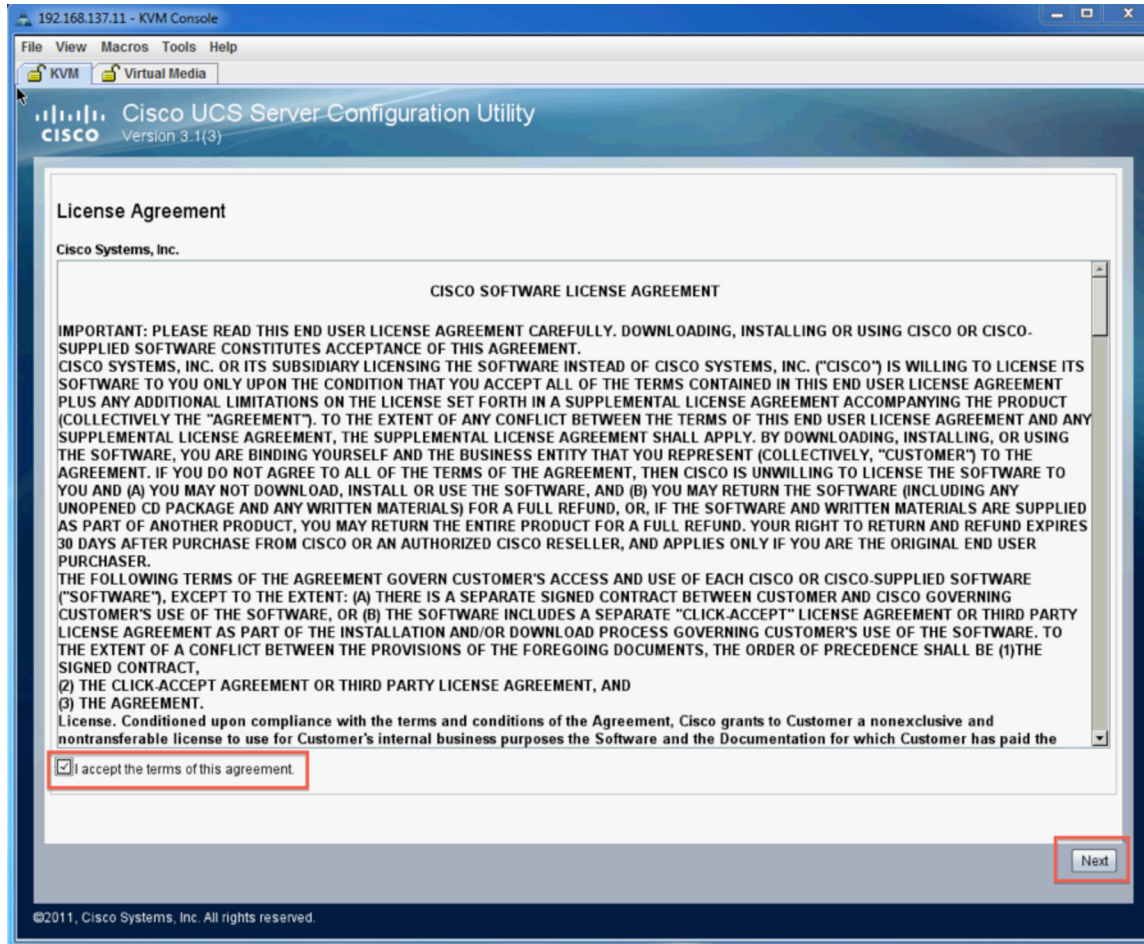 192.168.137.11 - KVM Console
File View Macros Tools Help
KVM Virtual Media
CISCO
Cisco UCS Server Configuration Utility
Version 3.1(3)
License Agreement
Cisco Systems, Inc.
CISCO SOFTWARE LICENSE AGREEMENT
IMPORTANT: PLEASE READ THIS END USER LICENSE AGREEMENT CAREFULLY. DOWNLOADING, INSTALLING OR USING CISCO OR CISCO-
SUPPLIED SOFTWARE CONSTITUTES ACCEPTANCE OF THIS AGREEMENT.
CISCO SYSTEMS, INC. OR ITS SUBSIDIARY LICENSING THE SOFTWARE INSTEAD OF CISCO SYSTEMS, INC. ("CISCO") IS WILLING TO LICENSE ITS
SOFTWARE TO YOU ONLY UPON THE CONDITION THAT YOU ACCEPT ALL OF THE TERMS CONTAINED IN THIS END USER LICENSE AGREEMENT
PLUS ANY ADDITIONAL LIMITATIONS ON THE LICENSE SET FORTH IN A SUPPLEMENTAL LICENSE AGREEMENT ACCOMPANYING THE PRODUCT
(COLLECTIVELY THE "AGREEMENT"). TO THE EXTENT OF ANY CONFLICT BETWEEN THE TERMS OF THIS END USER LICENSE AGREEMENT AND ANY
SUPPLEMENTAL LICENSE AGREEMENT, THE SUPPLEMENTAL LICENSE AGREEMENT SHALL APPLY. BY DOWNLOADING, INSTALLING, OR USING
THE SOFTWARE, YOU ARE BINDING YOURSELF AND THE BUSINESS ENTITY THAT YOU REPRESENT (COLLECTIVELY, "CUSTOMER") TO THE
AGREEMENT. IF YOU DO NOT AGREE TO ALL OF THE TERMS OF THE AGREEMENT, THEN CISCO IS UNWILLING TO LICENSE THE SOFTWARE TO
YOU AND (A) YOU MAY NOT DOWNLOAD, INSTALL OR USE THE SOFTWARE, AND (B) YOU MAY RETURN THE SOFTWARE (INCLUDING ANY
UNOPENED CD PACKAGE AND ANY WRITTEN MATERIALS) FOR A FULL REFUND, OR, IF THE SOFTWARE AND WRITTEN MATERIALS ARE SUPPLIED
AS PART OF ANOTHER PRODUCT, YOU MAY RETURN THE ENTIRE PRODUCT FOR A FULL REFUND. YOUR RIGHT TO RETURN AND REFUND EXPIRES
30 DAYS AFTER PURCHASE FROM CISCO OR AN AUTHORIZED CISCO RESELLER, AND APPLIES ONLY IF YOU ARE THE ORIGINAL END USER
PURCHASER.
THE FOLLOWING TERMS OF THE AGREEMENT GOVERN CUSTOMER'S ACCESS AND USE OF EACH CISCO OR CISCO-SUPPLIED SOFTWARE
("SOFTWARE"), EXCEPT TO THE EXTENT: (A) THERE IS A SEPARATE SIGNED CONTRACT BETWEEN CUSTOMER AND CISCO GOVERNING
CUSTOMER'S USE OF THE SOFTWARE, OR (B) THE SOFTWARE INCLUDES A SEPARATE "CLICK-ACCEPT" LICENSE AGREEMENT OR THIRD PARTY
LICENSE AGREEMENT AS PART OF THE INSTALLATION AND/OR DOWNLOAD PROCESS GOVERNING CUSTOMER'S USE OF THE SOFTWARE. TO
THE EXTENT OF A CONFLICT BETWEEN THE PROVISIONS OF THE FOREGOING DOCUMENTS, THE ORDER OF PRECEDENCE SHALL BE (1)THE
SIGNED CONTRACT,
(2) THE CLICK-ACCEPT AGREEMENT OR THIRD PARTY LICENSE AGREEMENT, AND
(3) THE AGREEMENT.
License. Conditioned upon compliance with the terms and conditions of the Agreement, Cisco grants to Customer a nonexclusive and
nontransferable license to use for Customer's internal business purposes the Software and the Documentation for which Customer has paid the
I accept the terms of this agreement.
Next
©2011, Cisco Systems, Inc. All rights reserved.